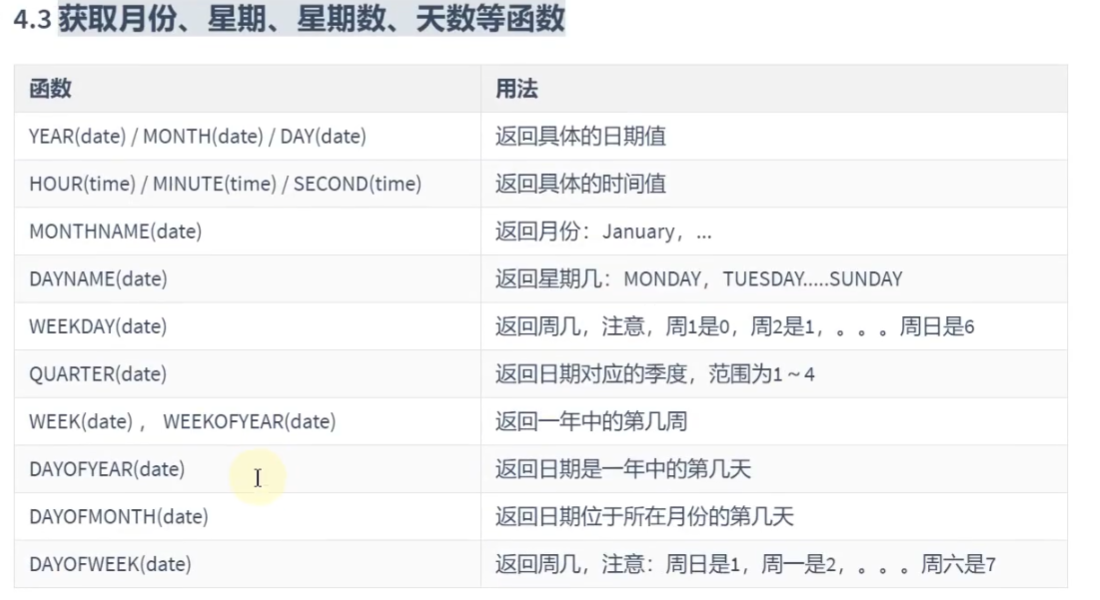 4.3 获取月份、星期、星期数、天数等函数
函数 用法
YEAR(date) / MONTH(date) / DAY(date) 返回具体的日期值
HOUR(time) / MINUTE(time) / SECOND(time) 返回具体的时间值
MONTHNAME(date) 返回月份：January，...
DAYNAME(date) 返回星期几：MONDAY，TUESDAY.....SUNDAY
WEEKDAY(date) 返回周几，注意，周1是0，周2是1，。。。周日是6
QUARTER(date) 返回日期对应的季度，范围为1～4
WEEK(date) ， WEEKOFYEAR(date) 返回一年中的第几周
DAYOFYEAR(date) 返回日期是一年中的第几天
DAYOFMONTH(date) 返回日期位于所在月份的第几天
DAYOFWEEK(date) 返回周几，注意：周日是1，周一是2，。。。周六是7